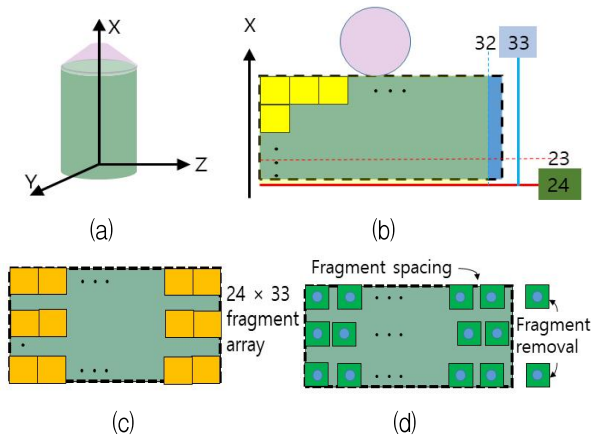 X
Y
Z
(a)
X
32 33
. . .
23
24
(b)
. . .
24 × 33
fragment
array
. . .
(c)
Fragment spacing
. . .
. . .
. . .
Fragment
removal
(d)